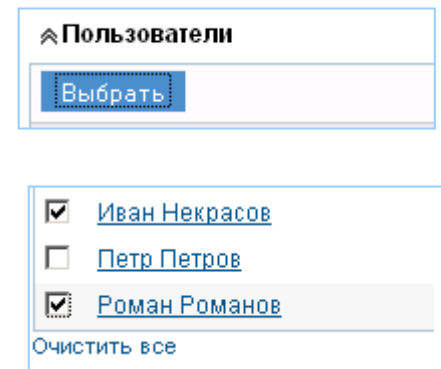 Пользователи
Выбрать
Иван Некрасов
Петр Петров
Роман Романов
Очистить все